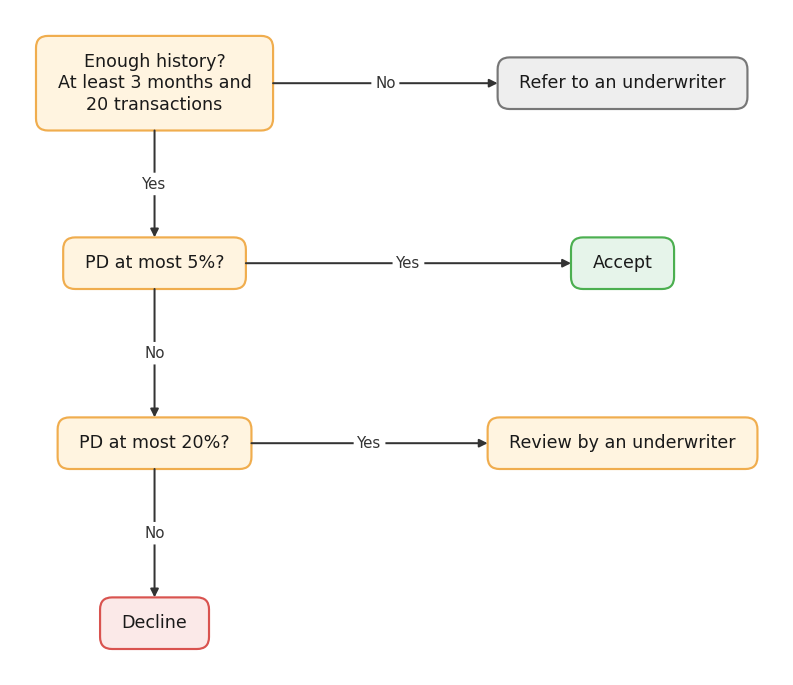 Enough history?
At least 3 months and
20 transactions
No
Refer to an underwriter
Yes
PD at most 5%?
Yes
Accept
No
PD at most 20%?
Yes
Review by an underwriter
No
Decline